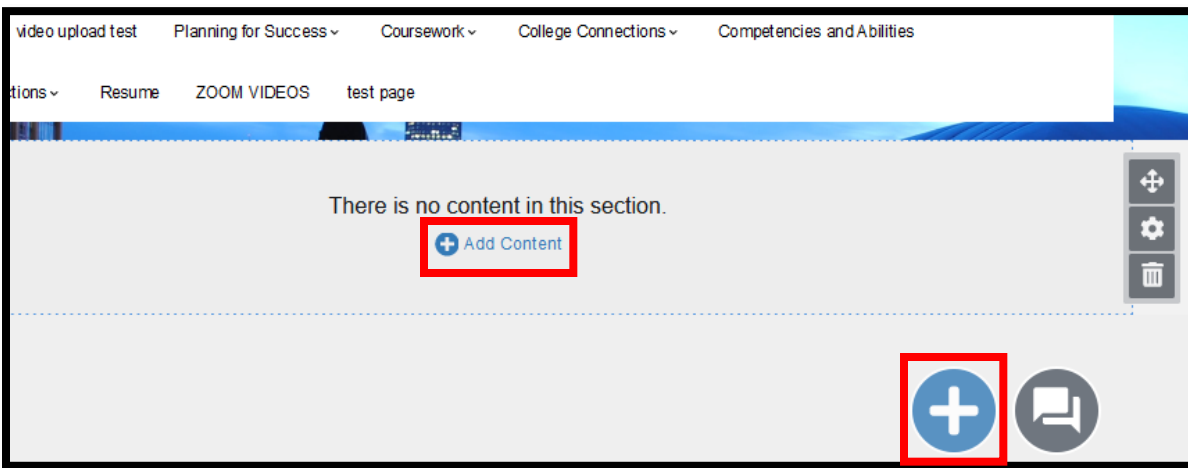 video upload test Planning for Success Coursework College Connections Competencies and Abilities
Resume ZOOM VIDEOS test page
There is no content in this section.
Add Content